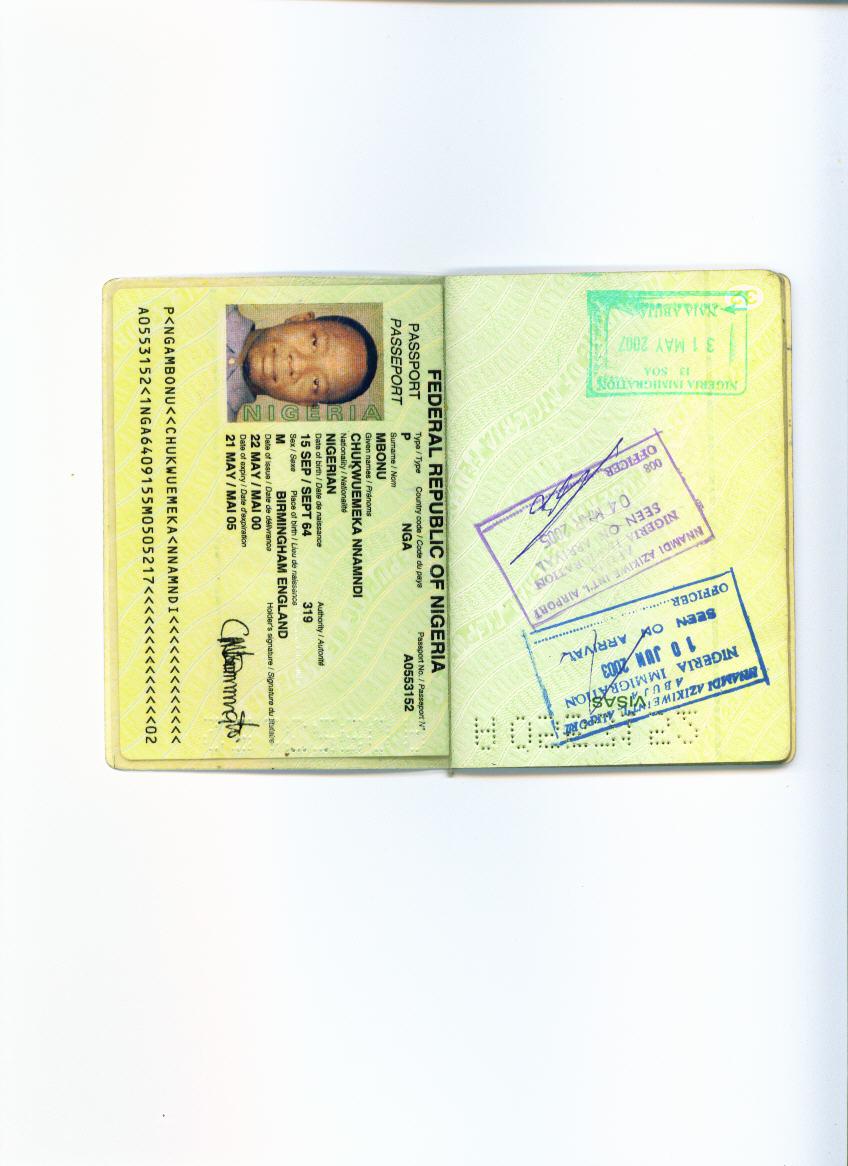 FEDERAL REPUBLIC OF NIGERIA
PASSPORT
PASSEPORT
Type / Type Country code / Code du pays Passport No. / Passeport N°
P NGA A0553152
Surname / Nom
MBONU
Given names / Prénoms
CHUKWUEMEKA NNAMNDI
Nationality / Nationalité
NIGERIAN
Date of birth / Date de naissance Authority / Autorité
15 SEP / SEPT 64 319
Sex / Sexe Place of birth / Lieu de naissance
M BIRMINGHAM ENGLAND
Date of issue / Date de délivrance Holder's signature / Signature du titulaire
22 MAY / MAI 00
Date of expiry / Date d'expiration
21 MAY / MAI 05
NIGERIA
P<NGAMBONU<<CHUKWUEMEKA<NNAMNDI<<<<<<<<<<<<<
A0553152<1NGA6409155M0505217<<<<<<<<<<<<<<02
NIGERIA IMMIGRATION
13 SOA
31 MAY 2007
NAIA ABUJA
NNAMDI AZIKIWE INT'L AIRPORT
NIGERIA
SEEN ON ARRIVAL
04 MAR 2005
008
OFFICER
NNAMDI AZIKIWE INT'L AIRPORT
ABUJA
NIGERIA IMMIGRATION
10 JUN 2003
SEEN ON ARRIVAL
OFFICER
VISAS